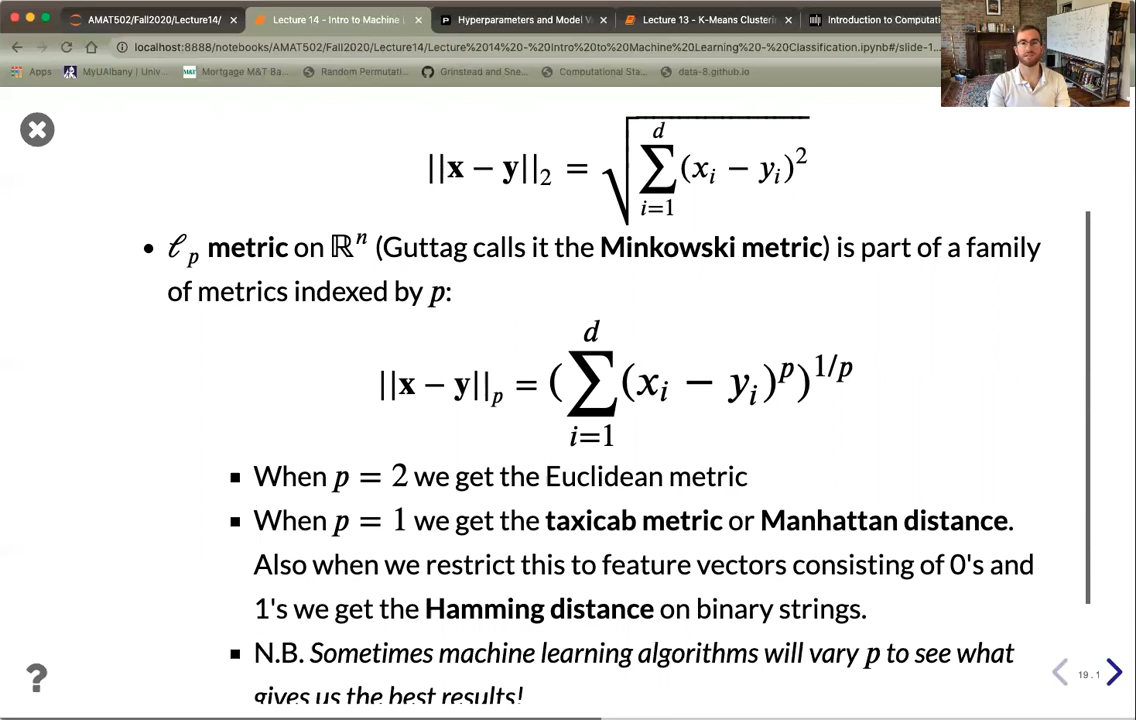 AMAT502/Fall2020/Lecture14/
Lecture 14 - Intro to Machine
Hyperparameters and Model V
Lecture 13 - K-Means Clusteri
Introduction to Computati
localhost:8888/notebooks/AMAT502/Fall2020/Lecture14/Lecture%2014%20-%20Intro%20to%20Machine%20Learning%20-%20Classification.ipynb#/slide-1...
Apps MyUAlbany | Univ... Mortgage M&T Ba... Random Permutati... Grinstead and Sne... Computational Sta... data-8.github.io
||x − y||₂ = √∑ᵢ₌₁ᵈ(xᵢ − yᵢ)²
• ℓₚ metric on ℝⁿ (Guttag calls it the Minkowski metric) is part of a family
of metrics indexed by p:
||x − y||ₚ = (∑ᵢ₌₁ᵈ(xᵢ − yᵢ)ᵖ)¹/ᵖ
▪ When p = 2 we get the Euclidean metric
▪ When p = 1 we get the taxicab metric or Manhattan distance.
Also when we restrict this to feature vectors consisting of 0's and
1's we get the Hamming distance on binary strings.
▪ N.B. Sometimes machine learning algorithms will vary p to see what
gives us the best results!
?
19 . 1